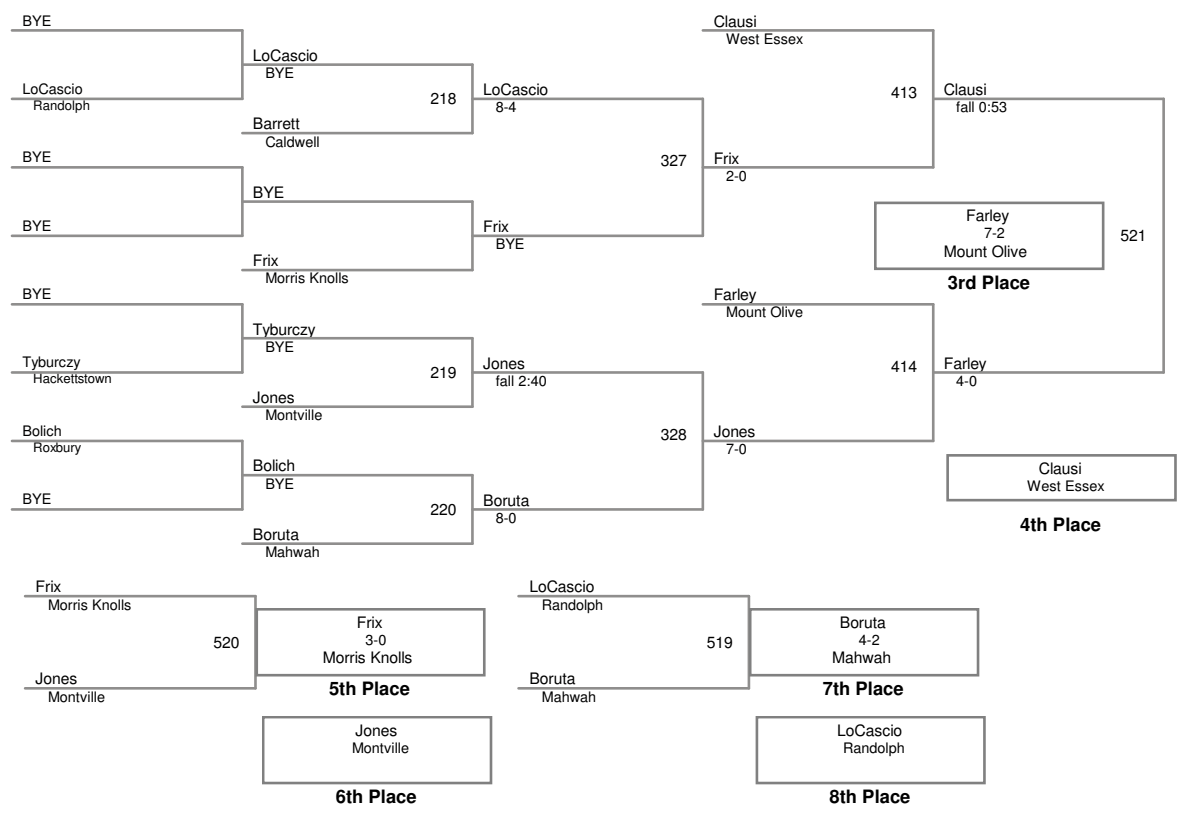 BYE
LoCascio
Randolph
BYE
BYE
BYE
Tyburczy
Hackettstown
Bolich
Roxbury
BYE
LoCascio
BYE
Barrett
Caldwell
BYE
Frix
Morris Knolls
Tyburczy
BYE
Jones
Montville
Bolich
BYE
Boruta
Mahwah
218
219
220
LoCascio
8-4
Frix
BYE
Jones
fall 2:40
Boruta
8-0
327
328
Clausi
West Essex
Frix
2-0
Farley
Mount Olive
Jones
7-0
413
414
Clausi
fall 0:53
Farley
4-0
521
Farley
7-2
Mount Olive
3rd Place
Clausi
West Essex
4th Place
Frix
Morris Knolls
520
Jones
Montville
Frix
3-0
Morris Knolls
5th Place
Jones
Montville
6th Place
LoCascio
Randolph
519
Boruta
Mahwah
Boruta
4-2
Mahwah
7th Place
LoCascio
Randolph
8th Place